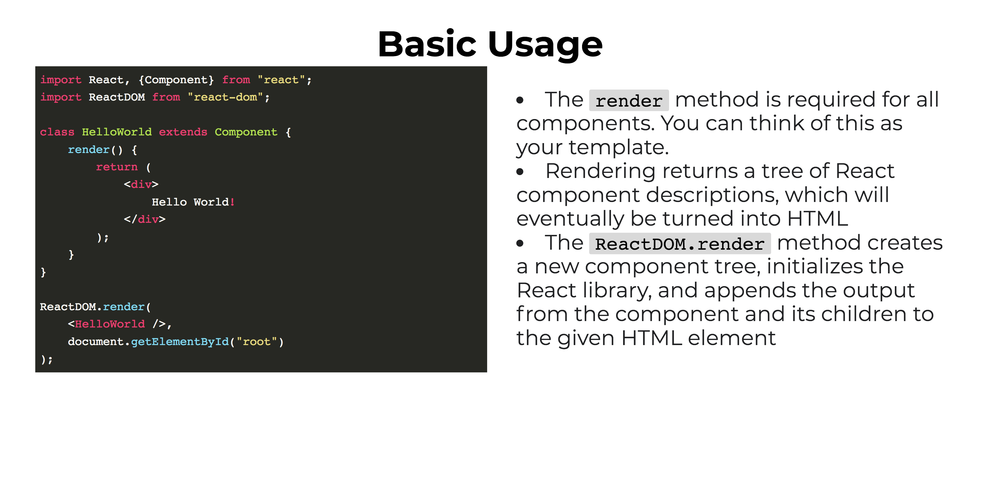 Basic Usage
import React, {Component} from "react";
import ReactDOM from "react-dom";
class HelloWorld extends Component {
render() {
return (
<div>
Hello World!
</div>
);
}
}
ReactDOM.render(
<HelloWorld />,
document.getElementById("root")
);
• The render method is required for all
components. You can think of this as
your template.
• Rendering returns a tree of React
component descriptions, which will
eventually be turned into HTML
• The ReactDOM.render method creates
a new component tree, initializes the
React library, and appends the output
from the component and its children to
the given HTML element